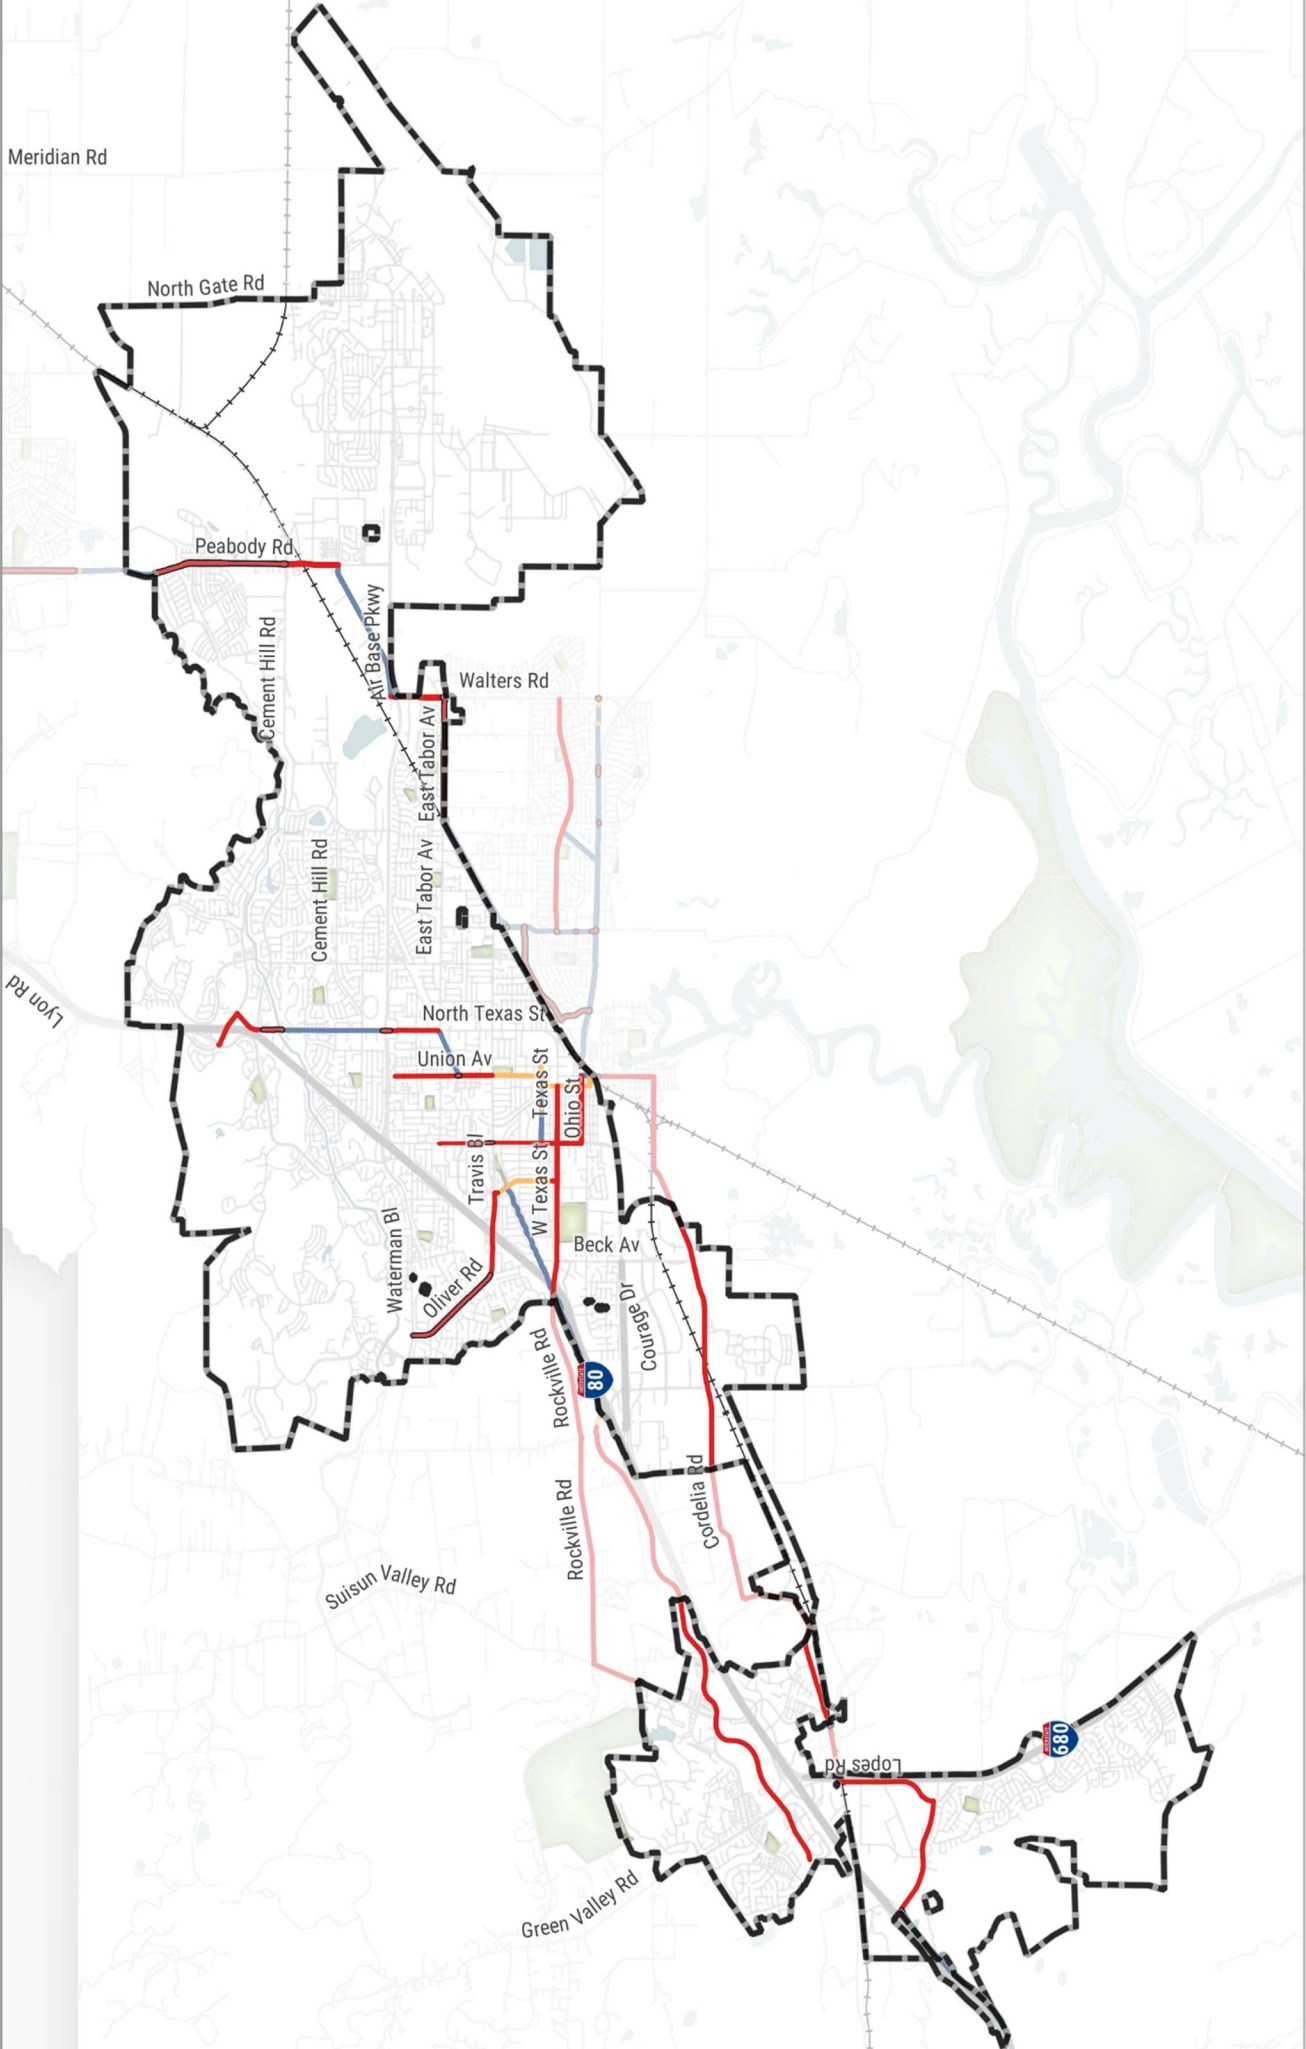 Meridian Rd
North Gate Rd
Peabody Rd
Air Base Pkwy
Cement Hill Rd
Walters Rd
East Tabor Av
Cement Hill Rd
East Tabor Av
Lyon Rd
North Texas St
Union Av
Texas St
Ohio St
Travis Bl
W Texas St
Waterman Bl
Beck Av
Oliver Rd
Courage Dr
Rockville Rd
80
Cordelia Rd
Rockville Rd
Suisun Valley Rd
680
Lopes Rd
Green Valley Rd